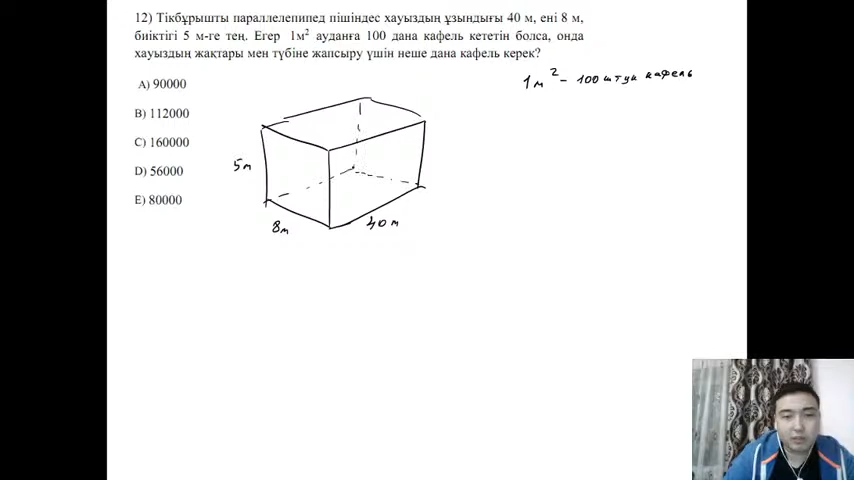 12) Тікбұрышты параллелепипед пішіндес хауыздың ұзындығы 40 м, ені 8 м,
биіктігі 5 м-ге тең. Егер 1м² ауданға 100 дана кафель кететін болса, онда
хауыздың жақтары мен түбіне жапсыру үшін неше дана кафель керек?
1м² - 100 штук кафель
A) 90000
B) 112000
C) 160000
D) 56000
E) 80000
5м
8м
40 м